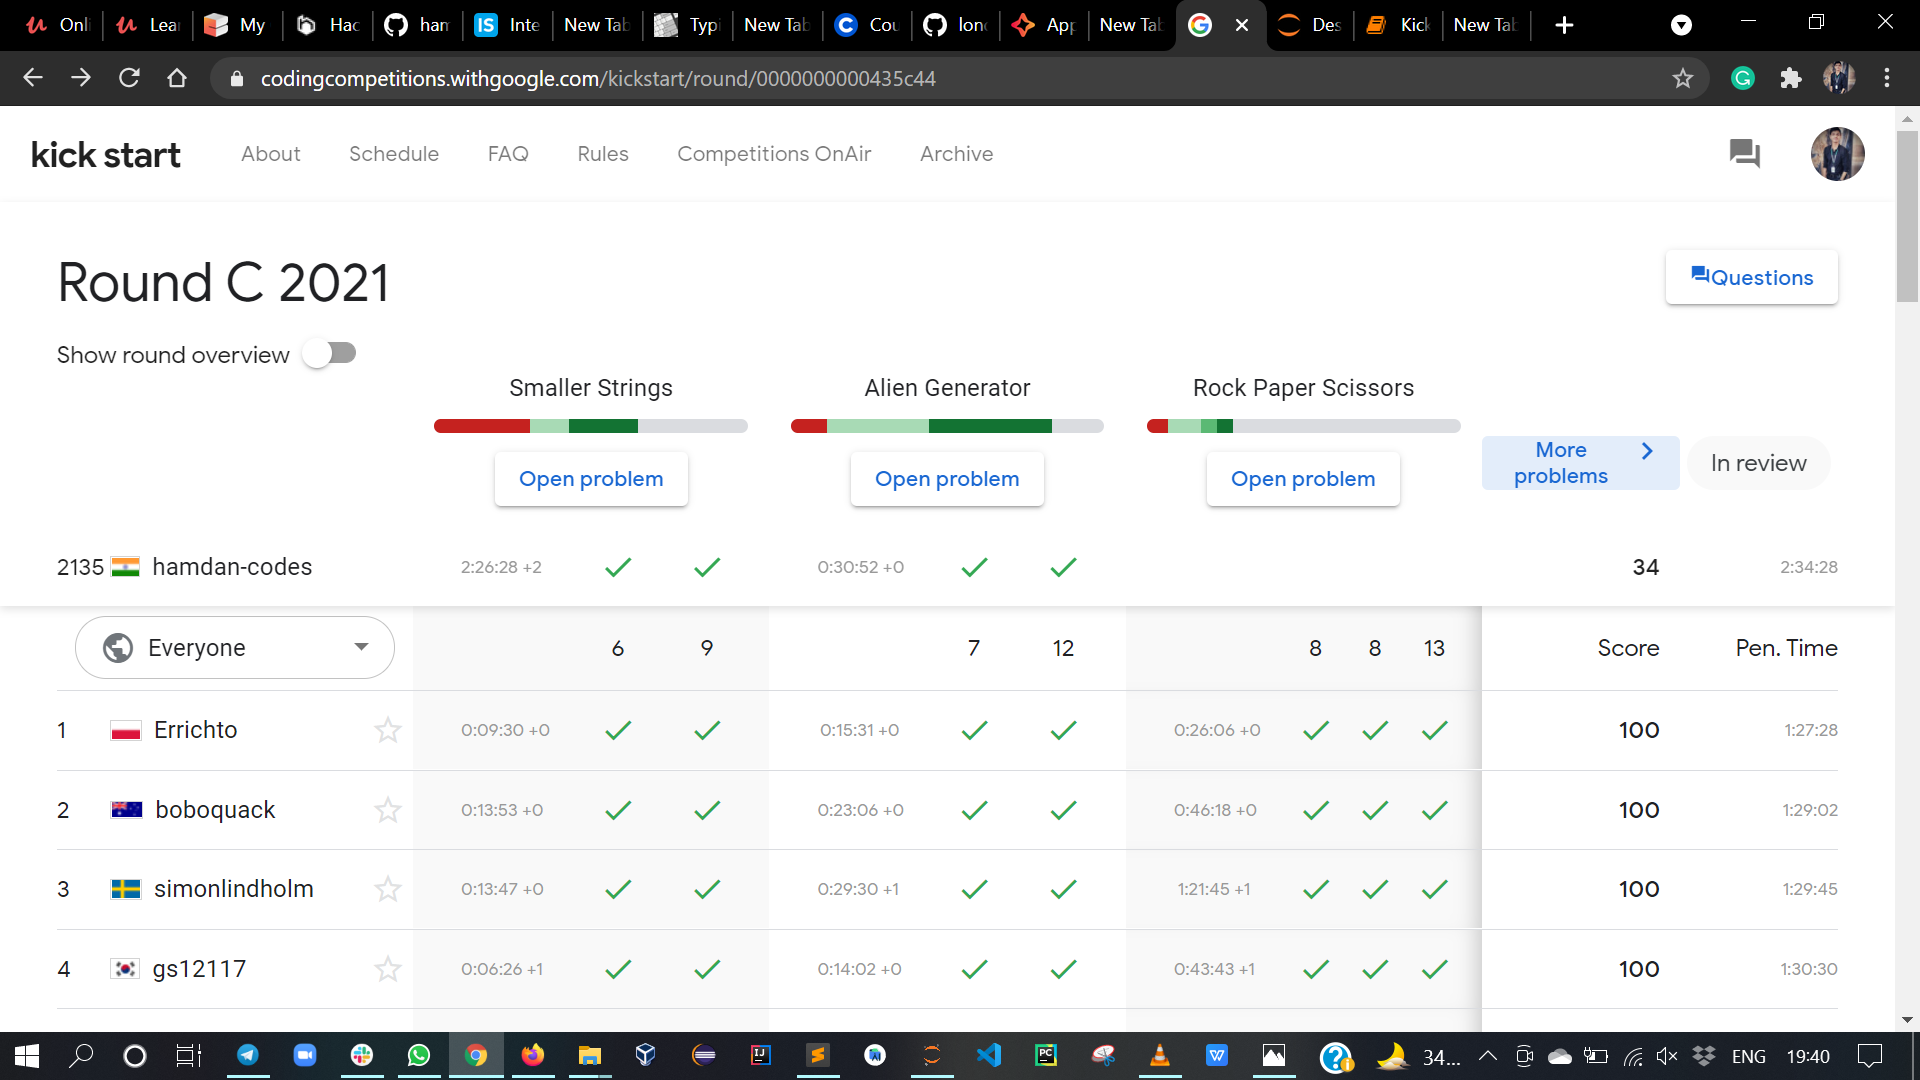 Onli Lear My Hac ham Inte New Tab Typi New Tab Cou lond App New Tab Des Kick New Tab
codingcompetitions.withgoogle.com/kickstart/round/0000000000435c44
kick start About Schedule FAQ Rules Competitions OnAir Archive
Round C 2021
Questions
Show round overview
Smaller Strings Alien Generator Rock Paper Scissors
Open problem Open problem Open problem
More problems
In review
2135 hamdan-codes 2:26:28 +2 0:30:52 +0 34 2:34:28
Everyone 6 9 7 12 8 8 13 Score Pen. Time
1 Errichto 0:09:30 +0 0:15:31 +0 0:26:06 +0 100 1:27:28
2 boboquack 0:13:53 +0 0:23:06 +0 0:46:18 +0 100 1:29:02
3 simonlindholm 0:13:47 +0 0:29:30 +1 1:21:45 +1 100 1:29:45
4 gs12117 0:06:26 +1 0:14:02 +0 0:43:43 +1 100 1:30:30
34... ENG 19:40